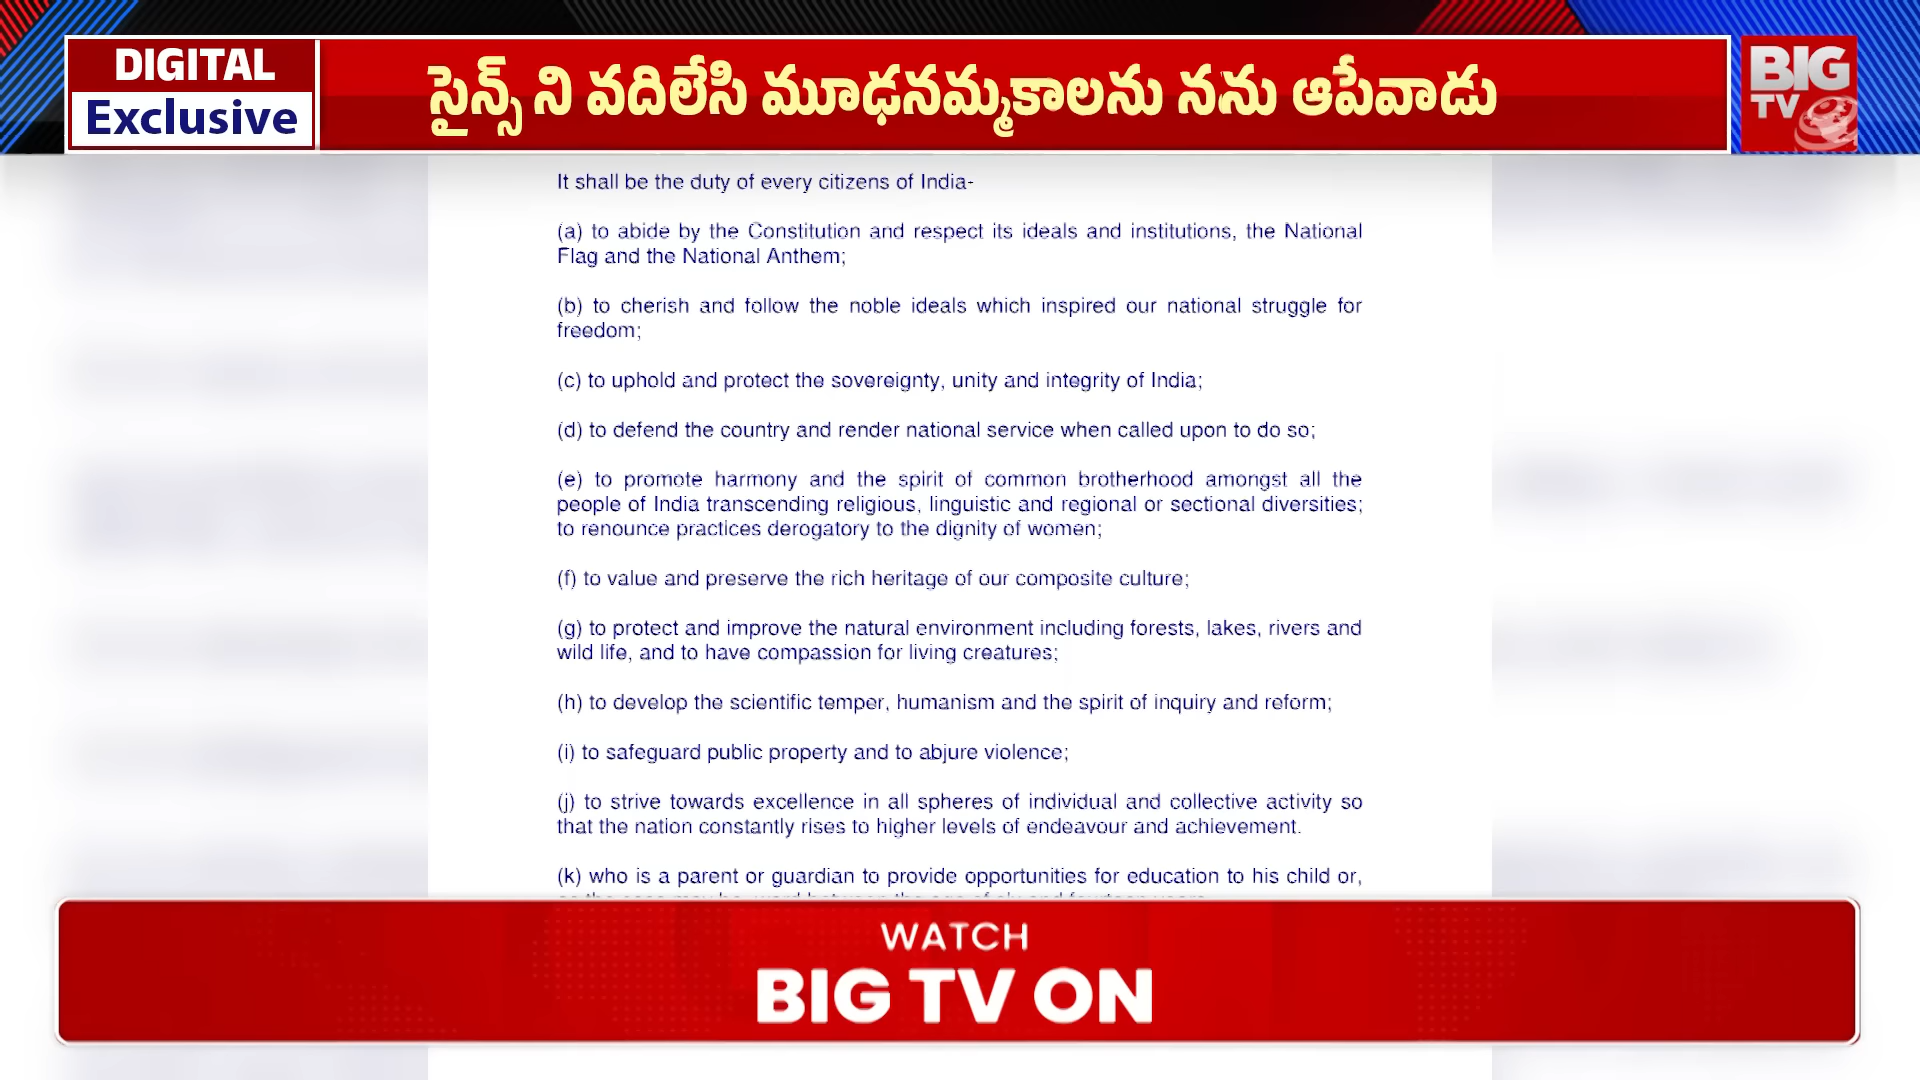 DIGITAL
Exclusive
సైన్స్ ని వదిలేసి మూఢనమ్మకాలను నను ఆపేవాడు
BIG
TV
It shall be the duty of every citizens of India-
(a) to abide by the Constitution and respect its ideals and institutions, the National
Flag and the National Anthem;
(b) to cherish and follow the noble ideals which inspired our national struggle for
freedom;
(c) to uphold and protect the sovereignty, unity and integrity of India;
(d) to defend the country and render national service when called upon to do so;
(e) to promote harmony and the spirit of common brotherhood amongst all the
people of India transcending religious, linguistic and regional or sectional diversities;
to renounce practices derogatory to the dignity of women;
(f) to value and preserve the rich heritage of our composite culture;
(g) to protect and improve the natural environment including forests, lakes, rivers and
wild life, and to have compassion for living creatures;
(h) to develop the scientific temper, humanism and the spirit of inquiry and reform;
(i) to safeguard public property and to abjure violence;
(j) to strive towards excellence in all spheres of individual and collective activity so
that the nation constantly rises to higher levels of endeavour and achievement.
(k) who is a parent or guardian to provide opportunities for education to his child or,
WATCH
BIG TV ON